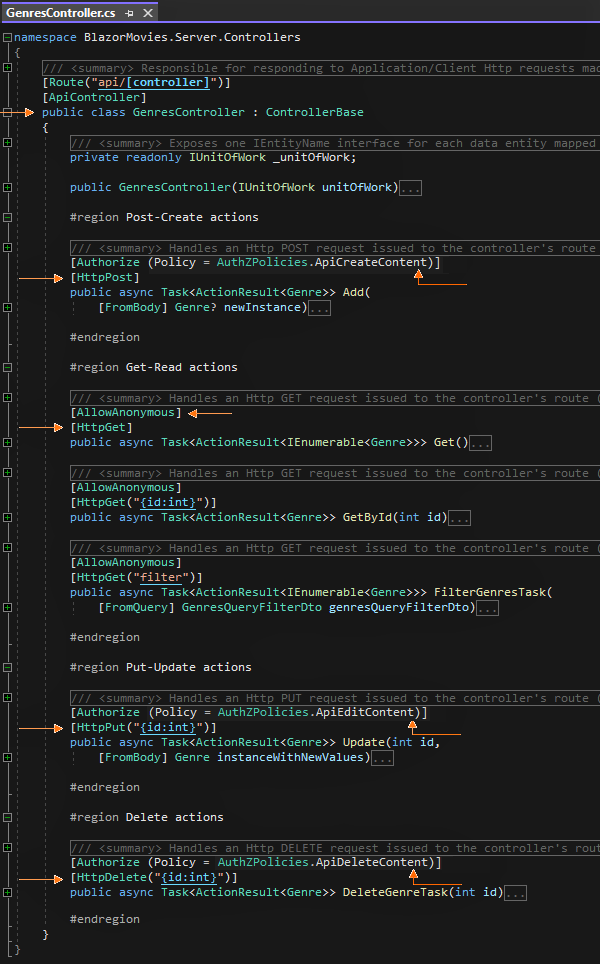 GenresController.cs
namespace BlazorMovies.Server.Controllers
{
/// <summary> Responsible for responding to Application/Client Http requests mad
[Route("api/[controller]")]
[ApiController]
public class GenresController : ControllerBase
{
/// <summary> Exposes one IEntityName interface for each data entity mapped
private readonly IUnitOfWork _unitOfWork;
public GenresController(IUnitOfWork unitOfWork)...
#region Post-Create actions
/// <summary> Handles an Http POST request issued to the controller's route
[Authorize (Policy = AuthZPolicies.ApiCreateContent)]
[HttpPost]
public async Task<ActionResult<Genre>> Add(
[FromBody] Genre? newInstance)...
#endregion
#region Get-Read actions
/// <summary> Handles an Http GET request issued to the controller's route (
[AllowAnonymous]
[HttpGet]
public async Task<ActionResult<IEnumerable<Genre>>> Get()...
/// <summary> Handles an Http GET request issued to the controller's route (
[AllowAnonymous]
[HttpGet("{id:int}")]
public async Task<ActionResult<Genre>> GetById(int id)...
/// <summary> Handles an Http GET request issued to the controller's route (
[AllowAnonymous]
[HttpGet("filter")]
public async Task<ActionResult<IEnumerable<Genre>>> FilterGenresTask(
[FromQuery] GenresQueryFilterDto genresQueryFilterDto)...
#endregion
#region Put-Update actions
/// <summary> Handles an Http PUT request issued to the controller's route (
[Authorize (Policy = AuthZPolicies.ApiEditContent)]
[HttpPut("{id:int}")]
public async Task<ActionResult<Genre>> Update(int id,
[FromBody] Genre instanceWithNewValues)...
#endregion
#region Delete actions
/// <summary> Handles an Http DELETE request issued to the controller's rout
[Authorize (Policy = AuthZPolicies.ApiDeleteContent)]
[HttpDelete("{id:int}")]
public async Task<ActionResult<Genre>> DeleteGenreTask(int id)...
#endregion
}
}